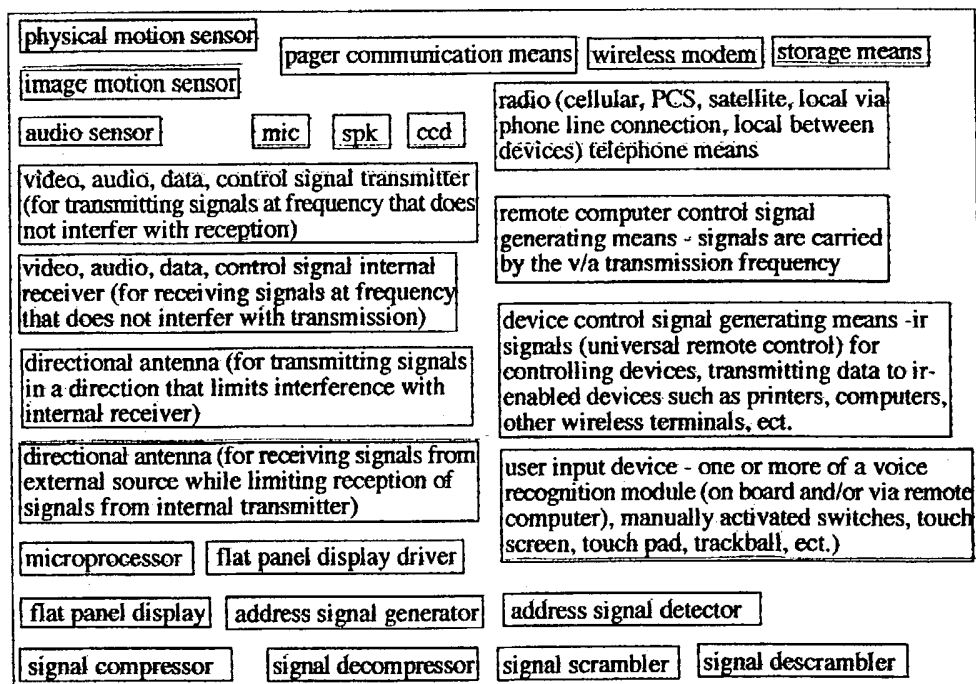 physical motion sensor
pager communication means
wireless modem
storage means
image motion sensor
radio (cellular, PCS, satellite, local via
phone line connection, local between
devices) telephone means
audio sensor
mic
spk
ccd
video, audio, data, control signal transmitter
(for transmitting signals at frequency that does
not interfer with reception)
remote computer control signal
generating means - signals are carried
by the v/a transmission frequency
video, audio, data, control signal internal
receiver (for receiving signals at frequency
that does not interfer with transmission)
device control signal generating means -ir
signals (universal remote control) for
controlling devices, transmitting data to ir-
enabled devices such as printers, computers,
other wireless terminals, ect.
directional antenna (for transmitting signals
in a direction that limits interference with
internal receiver)
directional antenna (for receiving signals from
external source while limiting reception of
signals from internal transmitter)
user input device - one or more of a voice
recognition module (on board and/or via remote
computer), manually activated switches, touch
screen, touch pad, trackball, ect.)
microprocessor
flat panel display driver
flat panel display
address signal generator
address signal detector
signal compressor
signal decompressor
signal scrambler
signal descrambler